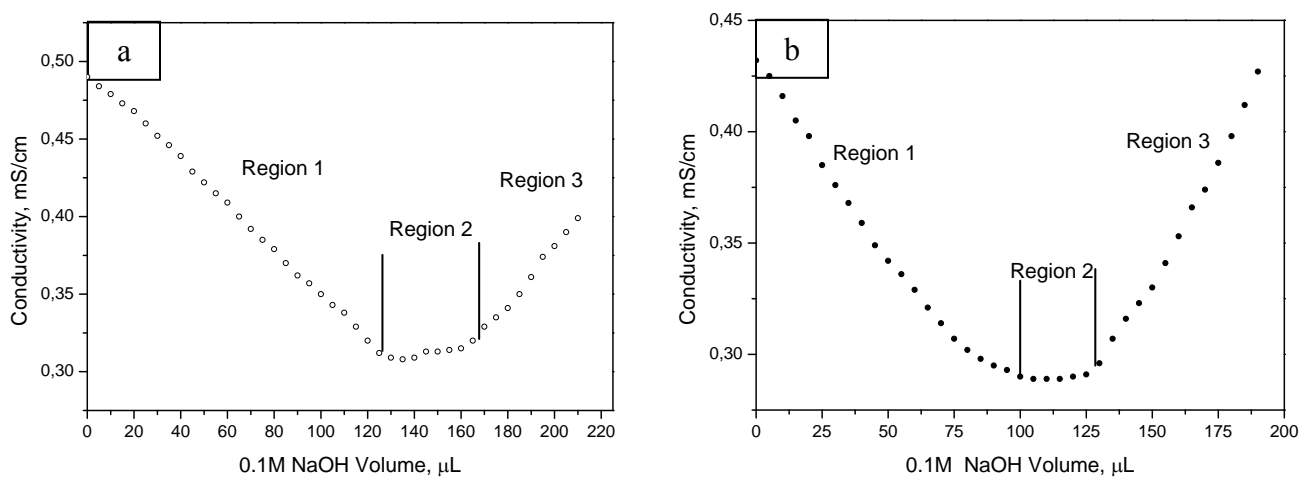 a
0,50
0,45
0,40
0,35
0,30
Conductivity, mS/cm
Region 1
Region 2
Region 3
0 20 40 60 80 100 120 140 160 180 200 220
0.1M NaOH Volume, μL
b
0,45
0,40
0,35
0,30
Conductivity, mS/cm
Region 1
Region 2
Region 3
0 25 50 75 100 125 150 175 200
0.1M NaOH Volume, μL